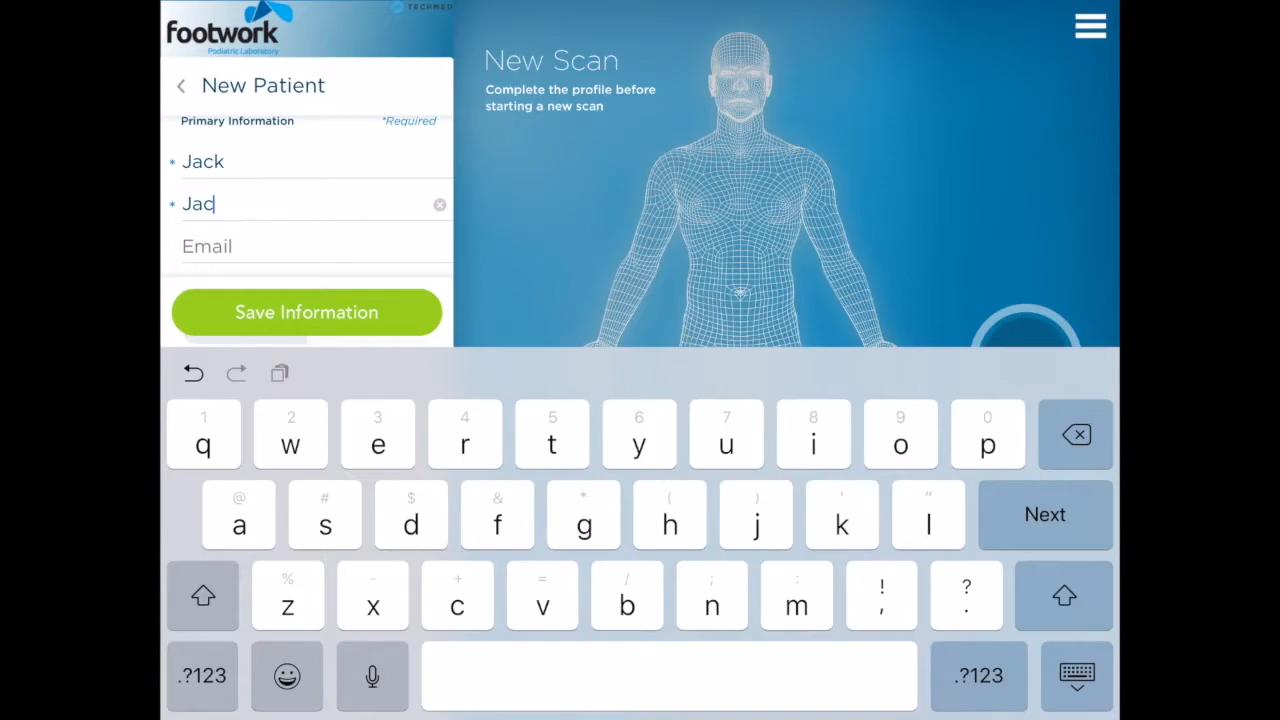 TECHMED
footwork
Podiatric Laboratory
New Patient
Primary Information
*Required
* Jack
* Jac
Email
Save Information
New Scan
Complete the profile before
starting a new scan
1 2 3 4 5 6 7 8 9 0
q w e r t y u i o p
@ # $ & * ( ) ' "
a s d f g h j k l Next
% - + = / ; : ! ?
z x c v b n m , .
.?123 .?123